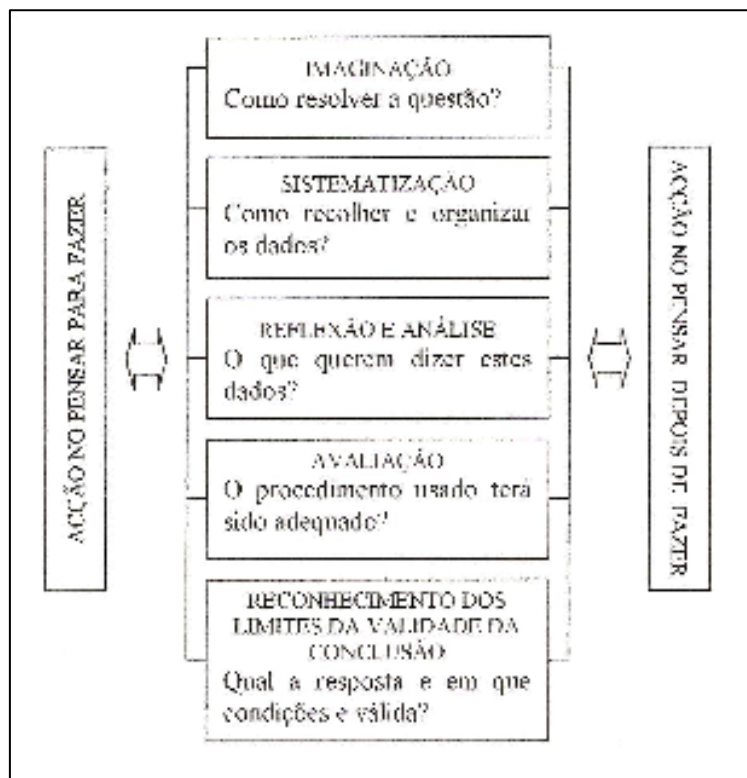 IMAGINAÇÃO
Como resolver a questão?
SISTEMATIZAÇÃO
Como recolher e organizar
os dados?
REFLEXÃO E ANÁLISE
O que querem dizer estes
dados?
AVALIAÇÃO
O procedimento usado terá
sido adequado?
RECONHECIMENTO DOS
LIMITES DA VALIDADE DA
CONCLUSÃO
Qual a resposta e em que
condições e válida?
ACÇÃO NO PENSAR PARA FAZER
ACÇÃO NO PENSAR DEPOIS DE FAZER